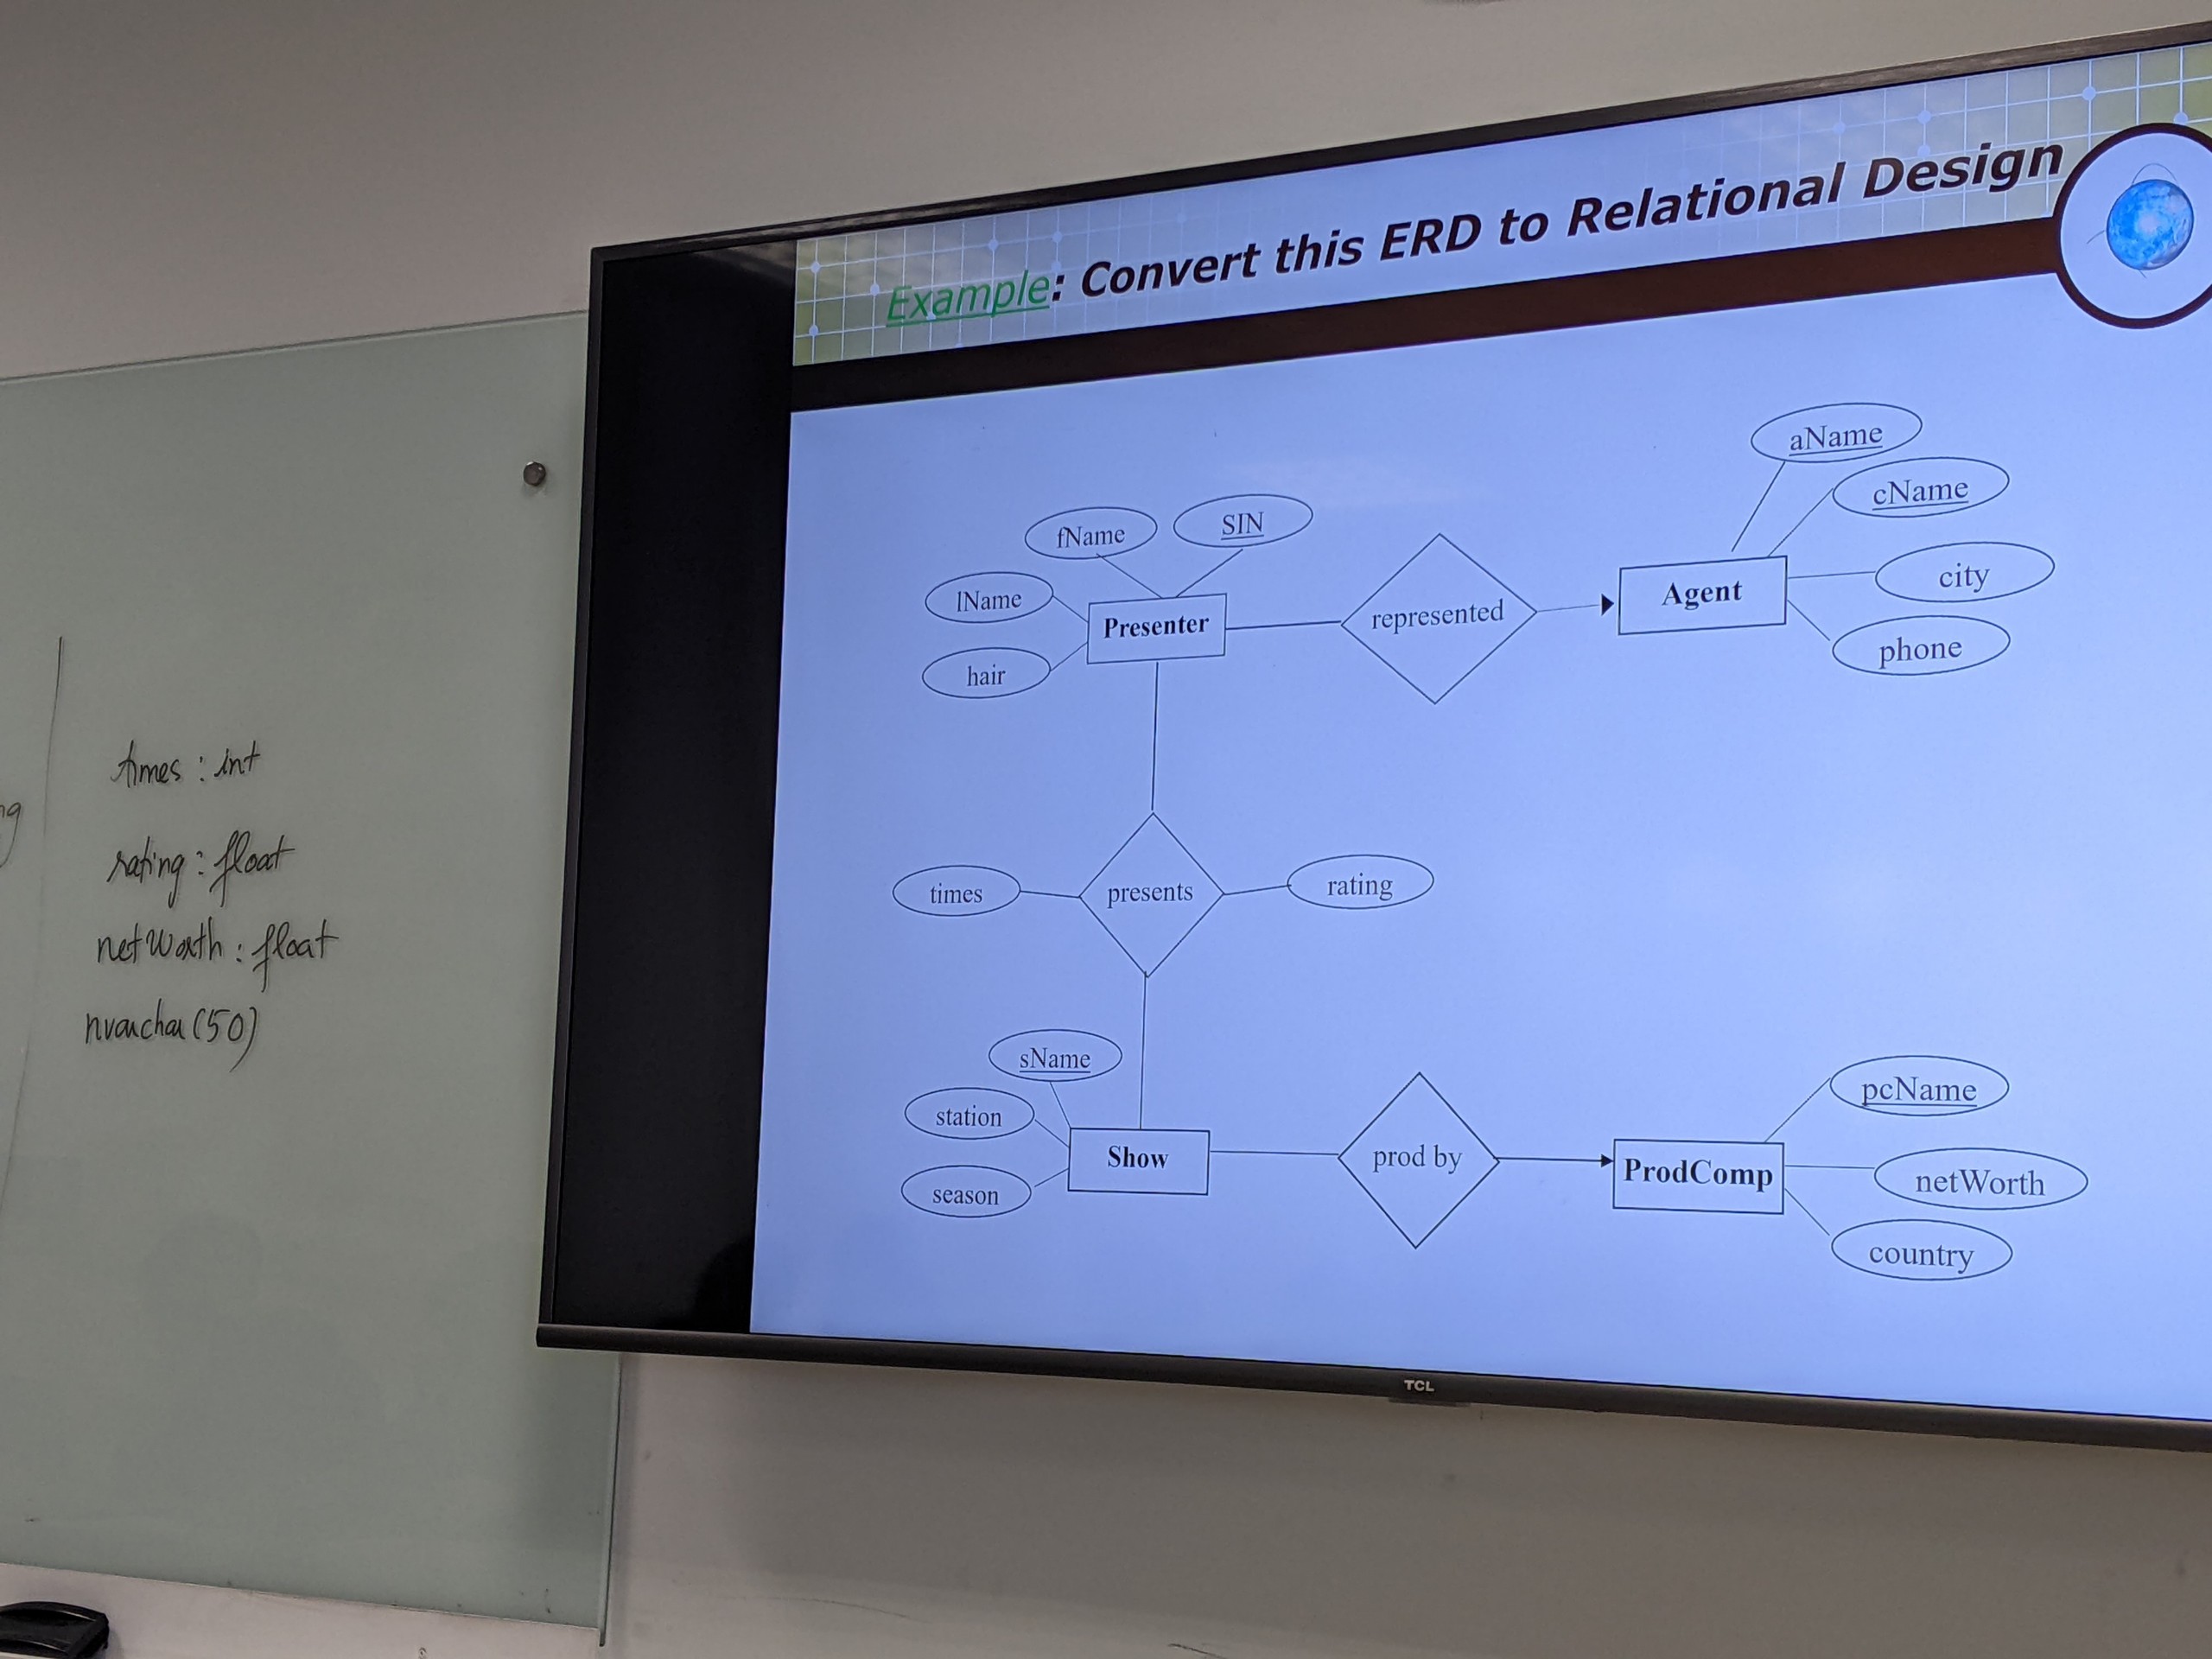 Example: Convert this ERD to Relational Design
aName
cName
city
phone
Agent
fName
SIN
lName
hair
Presenter
represented
times
presents
rating
sName
station
season
Show
prod by
ProdComp
pcName
netWorth
country
times : int
rating : float
netWorth : float
nvarchar(50)
TCL